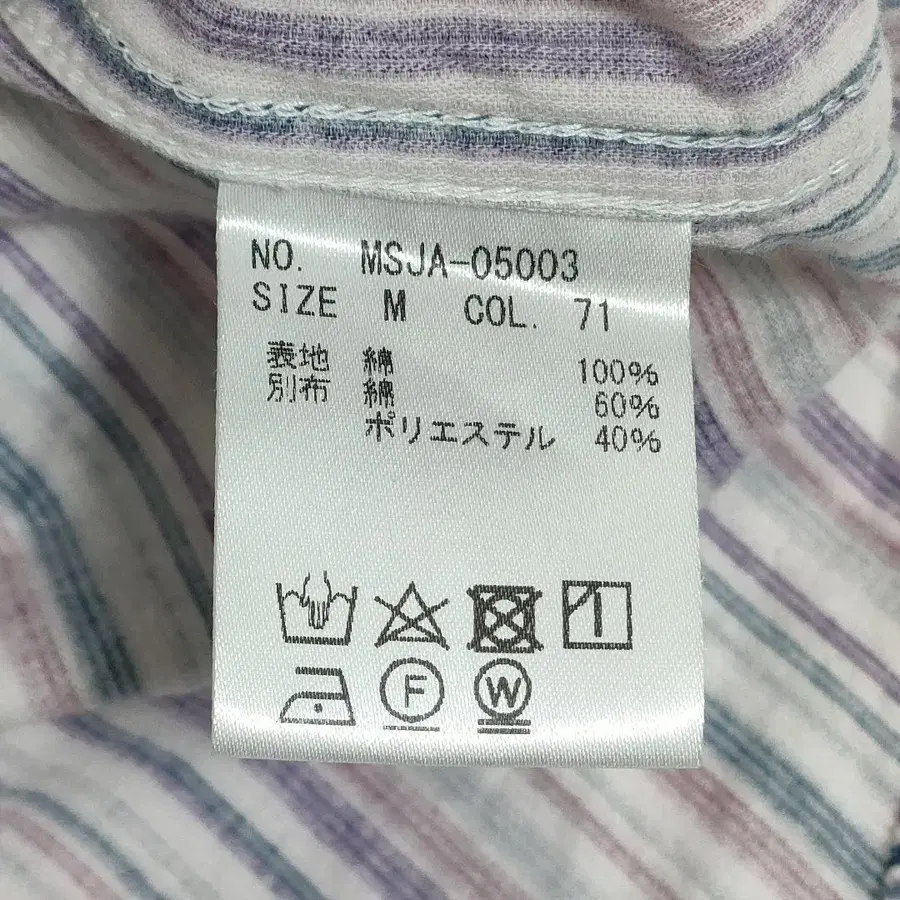 NO. MSJA-05003
SIZE M COL. 71
表地 綿 100%
別布 綿 60%
ポリエステル 40%
F W